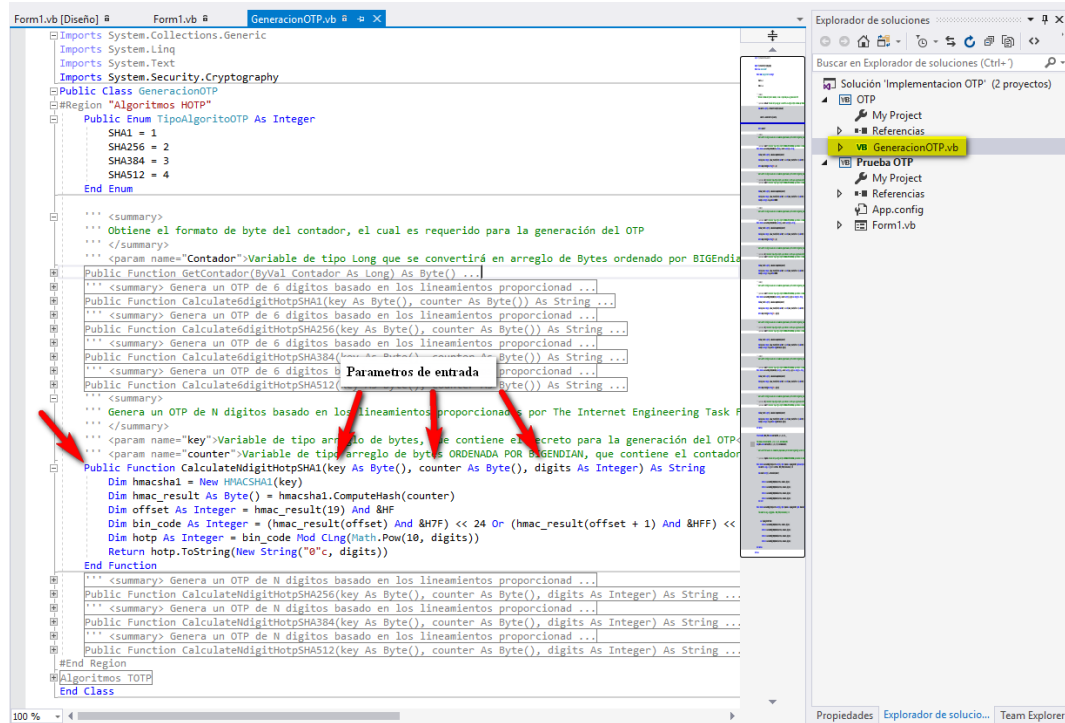 Form1.vb [Diseño]
Form1.vb
GeneracionOTP.vb
Imports System.Collections.Generic
Imports System.Linq
Imports System.Text
Imports System.Security.Cryptography
Public Class GeneracionOTP
#Region "Algoritmos HOTP"
Public Enum TipoAlgoritoOTP As Integer
SHA1 = 1
SHA256 = 2
SHA384 = 3
SHA512 = 4
End Enum
''' <summary>
''' Obtiene el formato de byte del contador, el cual es requerido para la generación del OTP
''' </summary>
''' <param name="Contador">Variable de tipo Long que se convertirá en arreglo de Bytes ordenado por BIGEndia
Public Function GetContador(ByVal Contador As Long) As Byte() ...
''' <summary> Genera un OTP de 6 digitos basado en los lineamientos proporcionad ...
Public Function Calculate6digitHotpSHA1(key As Byte(), counter As Byte()) As String ...
''' <summary> Genera un OTP de 6 digitos basado en los lineamientos proporcionad ...
Public Function Calculate6digitHotpSHA256(key As Byte(), counter As Byte()) As String ...
''' <summary> Genera un OTP de 6 digitos basado en los lineamientos proporcionad ...
Public Function Calculate6digitHotpSHA384(key As Byte(), counter As Byte()) As String ...
''' <summary> Genera un OTP de 6 digitos b proporcionad ...
Parametros de entrada
Public Function Calculate6digitHotpSHA512( Byte()) As String ...
''' <summary>
''' Genera un OTP de N digitos basado en los lineamientos proporcionados por The Internet Engineering Task F
''' </summary>
''' <param name="key">Variable de tipo arreglo de bytes, que contiene el secreto para la generación del OTP<
''' <param name="counter">Variable de tipo arreglo de bytes ORDENADA POR BIGENDIAN, que contiene el contador
Public Function CalculateNdigitHotpSHA1(key As Byte(), counter As Byte(), digits As Integer) As String
Dim hmacsha1 = New HMACSHA1(key)
Dim hmac_result As Byte() = hmacsha1.ComputeHash(counter)
Dim offset As Integer = hmac_result(19) And &HF
Dim bin_code As Integer = (hmac_result(offset) And &H7F) << 24 Or (hmac_result(offset + 1) And &HFF) <<
Dim hotp As Integer = bin_code Mod CLng(Math.Pow(10, digits))
Return hotp.ToString(New String("0"c, digits))
End Function
''' <summary> Genera un OTP de N digitos basado en los lineamientos proporcionad ...
Public Function CalculateNdigitHotpSHA256(key As Byte(), counter As Byte(), digits As Integer) As String ...
''' <summary> Genera un OTP de N digitos basado en los lineamientos proporcionad ...
Public Function CalculateNdigitHotpSHA384(key As Byte(), counter As Byte(), digits As Integer) As String ...
''' <summary> Genera un OTP de N digitos basado en los lineamientos proporcionad ...
Public Function CalculateNdigitHotpSHA512(key As Byte(), counter As Byte(), digits As Integer) As String ...
#End Region
Algoritmos TOTP
End Class
100 %
Explorador de soluciones
Buscar en Explorador de soluciones (Ctrl+´)
Solución 'Implementacion OTP' (2 proyectos)
VB OTP
My Project
Referencias
VB GeneracionOTP.vb
VB Prueba OTP
My Project
Referencias
App.config
Form1.vb
Propiedades
Explorador de solucio...
Team Explorer